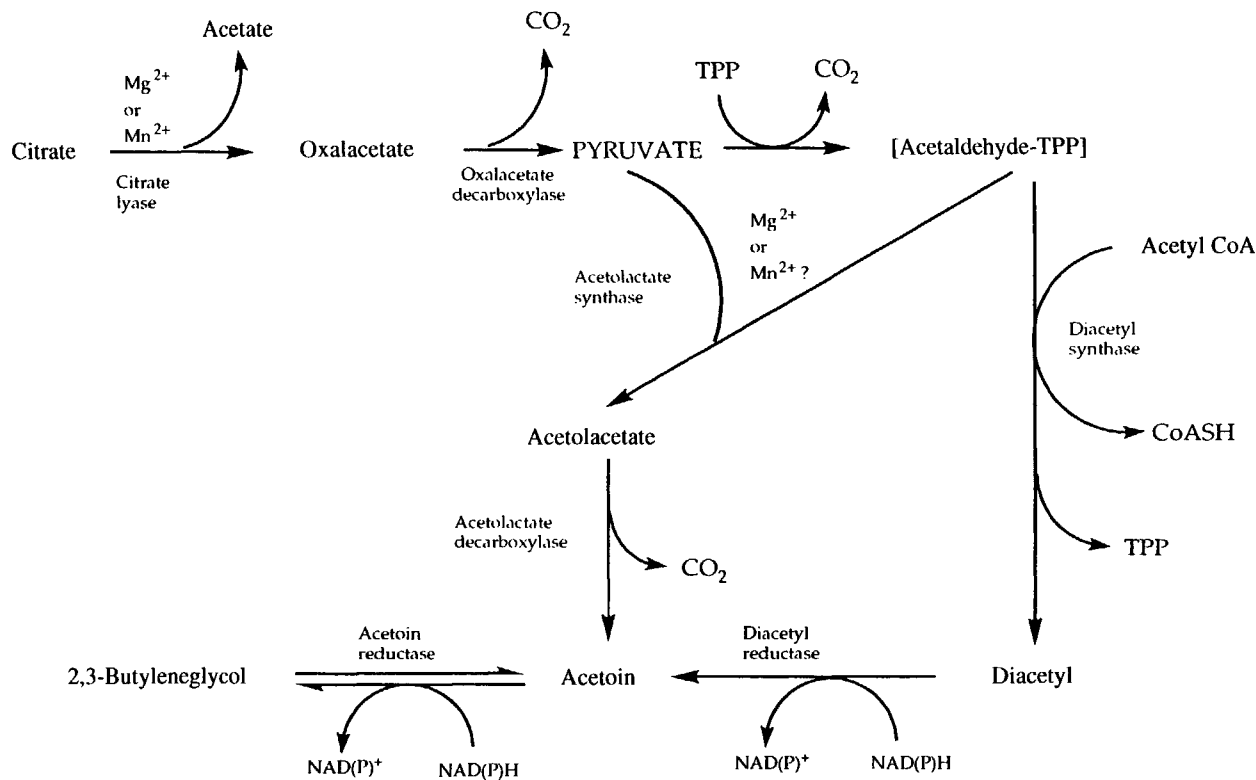 Acetate
CO2
Mg2+
or
Mn2+
TPP
CO2
Citrate
Oxalacetate
PYRUVATE
[Acetaldehyde-TPP]
Citrate
lyase
Oxalacetate
decarboxylase
Mg2+
or
Mn2+ ?
Acetyl CoA
Acetolactate
synthase
Diacetyl
synthase
Acetolacetate
CoASH
Acetolactate
decarboxylase
TPP
CO2
Acetoin
reductase
Diacetyl
reductase
2,3-Butyleneglycol
Acetoin
Diacetyl
NAD(P)+
NAD(P)H
NAD(P)+
NAD(P)H